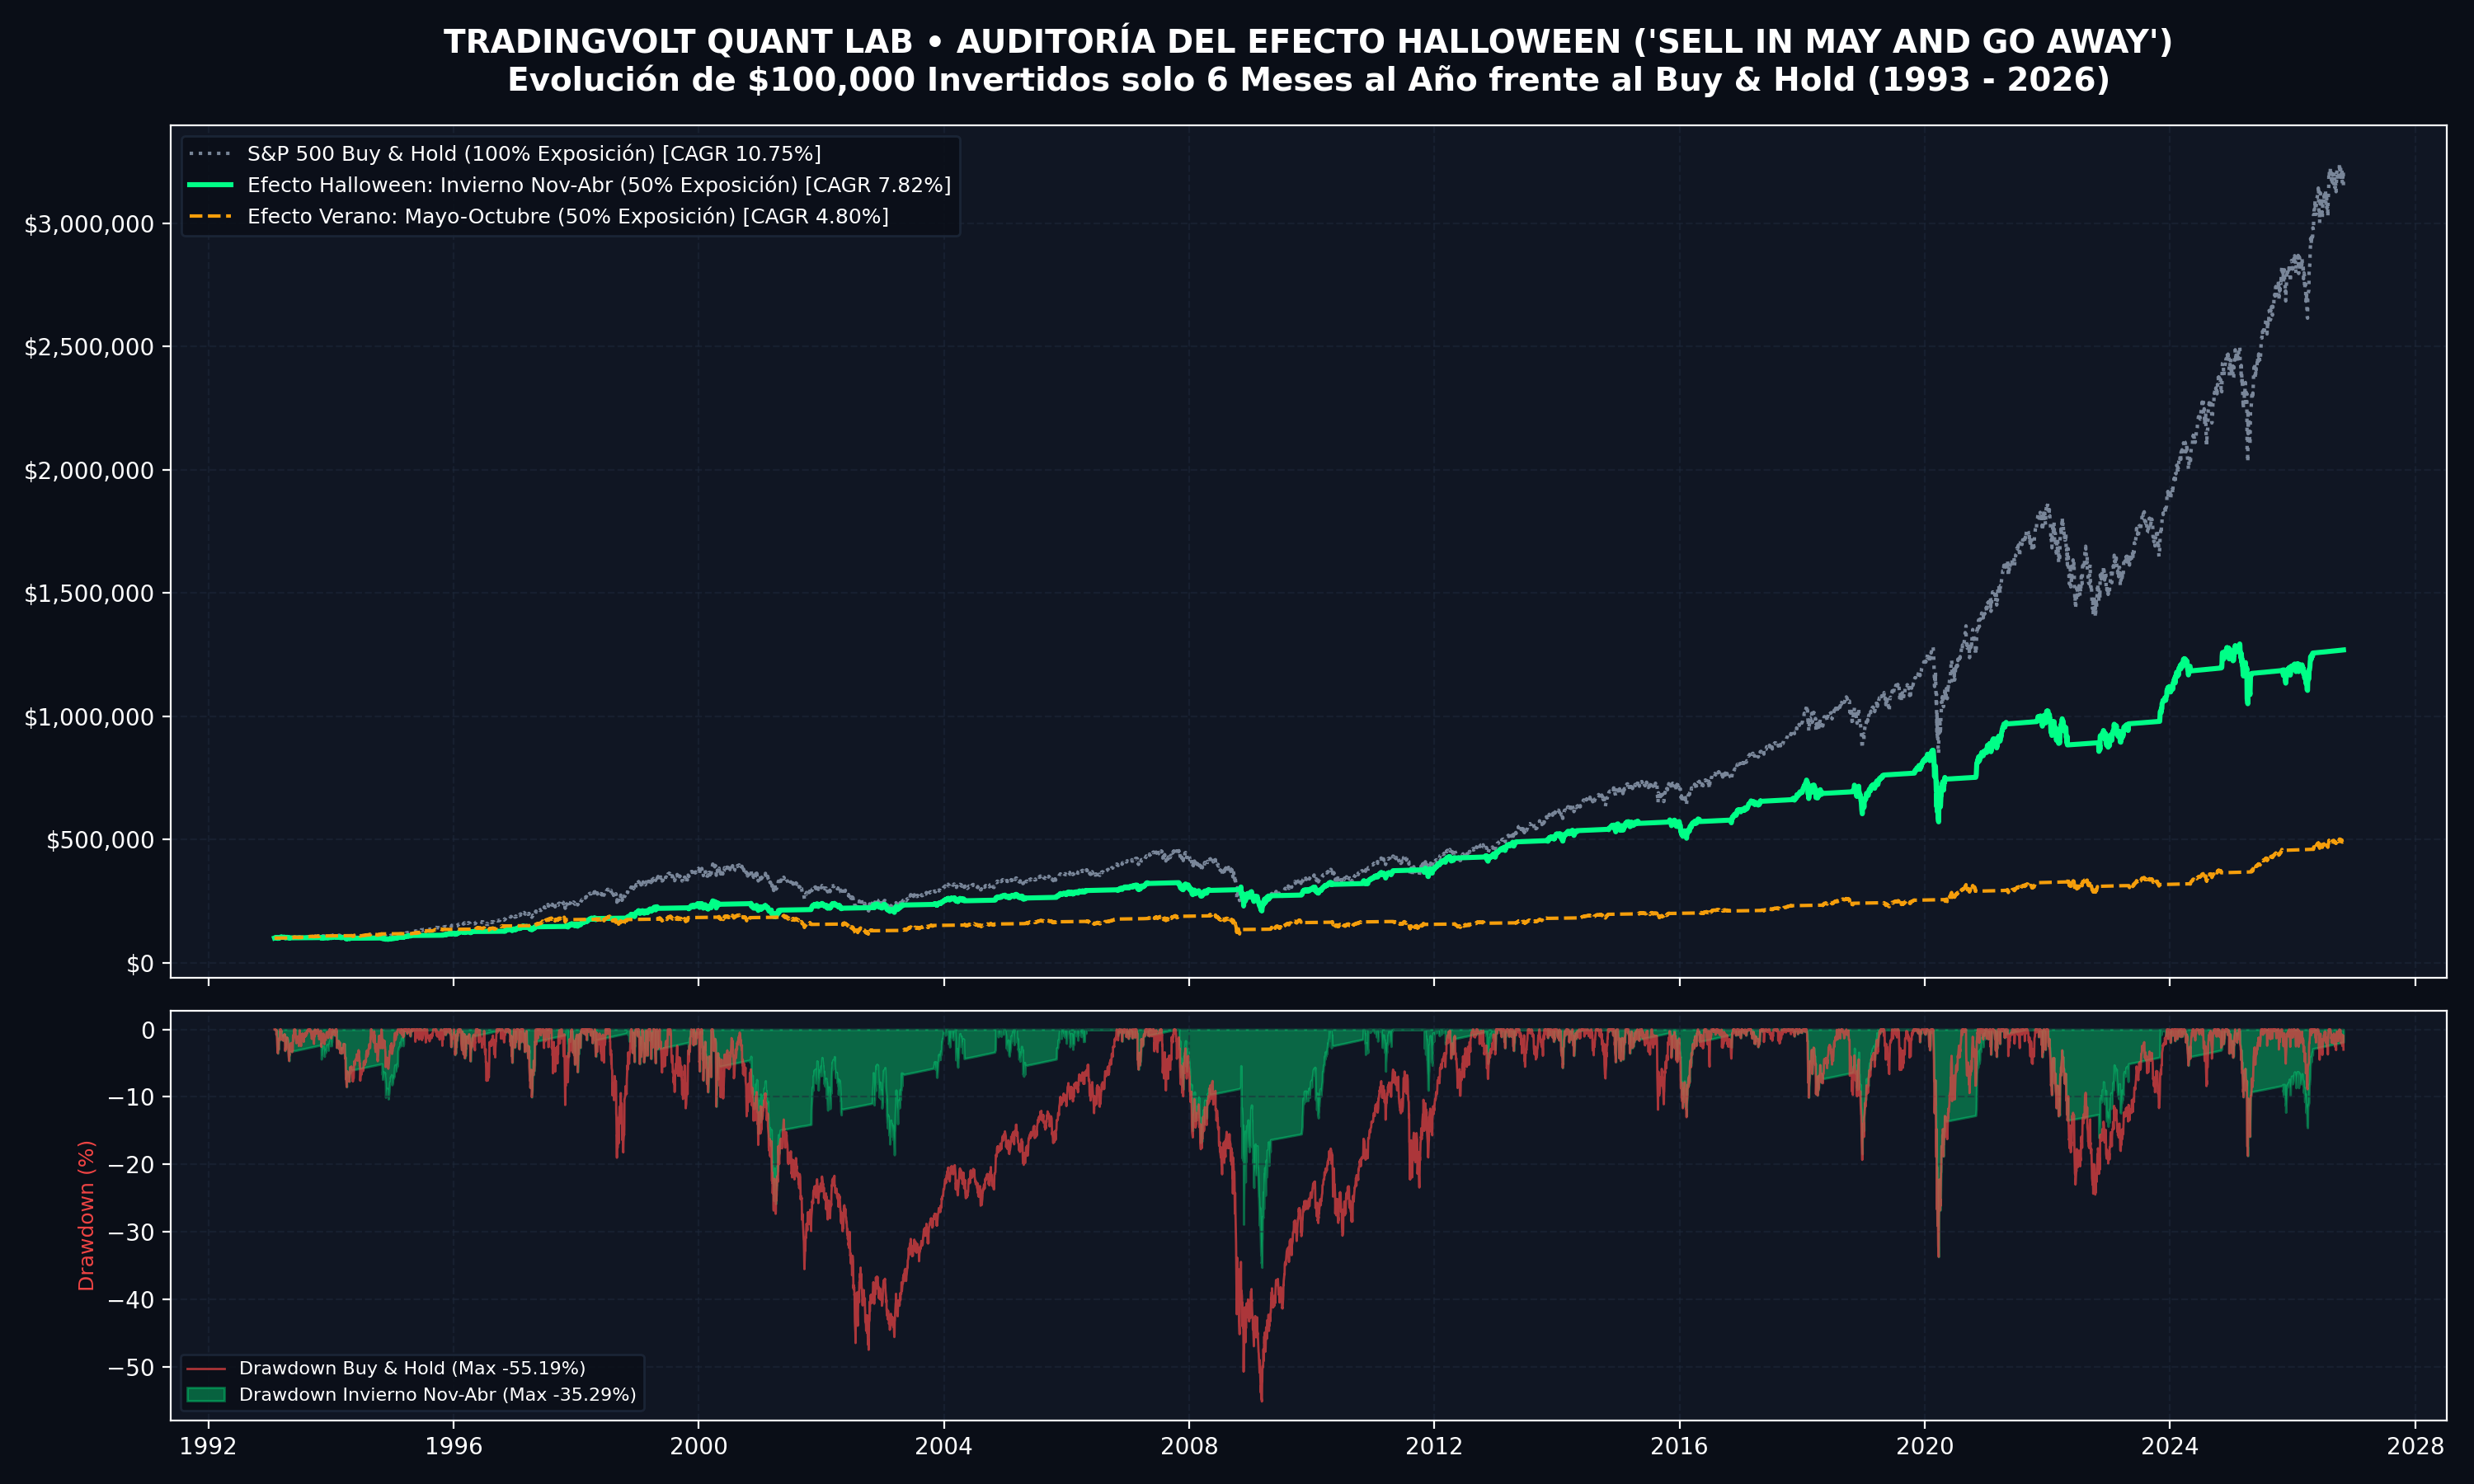 TRADINGVOLT QUANT LAB • AUDITORÍA DEL EFECTO HALLOWEEN ('SELL IN MAY AND GO AWAY')
Evolución de $100,000 Invertidos solo 6 Meses al Año frente al Buy & Hold (1993 - 2026)
S&P 500 Buy & Hold (100% Exposición) [CAGR 10.75%]
Efecto Halloween: Invierno Nov-Abr (50% Exposición) [CAGR 7.82%]
Efecto Verano: Mayo-Octubre (50% Exposición) [CAGR 4.80%]
$3,000,000
$2,500,000
$2,000,000
$1,500,000
$1,000,000
$500,000
$0
0
−10
−20
−30
−40
−50
Drawdown (%)
Drawdown Buy & Hold (Max -55.19%)
Drawdown Invierno Nov-Abr (Max -35.29%)
1992 1996 2000 2004 2008 2012 2016 2020 2024 2028